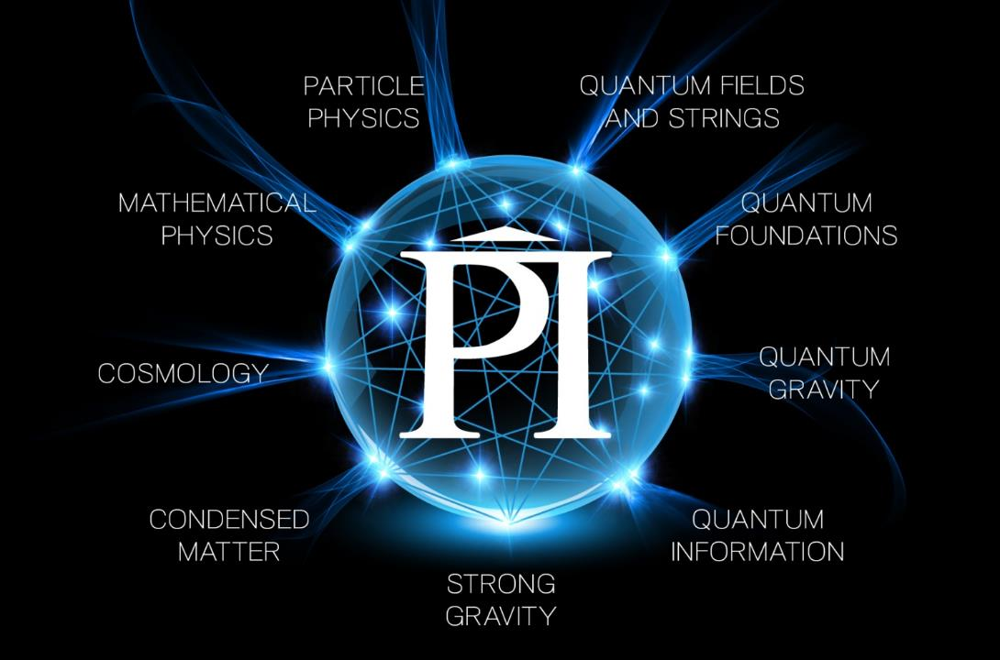 PARTICLE
PHYSICS
QUANTUM FIELDS
AND STRINGS
MATHEMATICAL
PHYSICS
QUANTUM
FOUNDATIONS
PI
COSMOLOGY
QUANTUM
GRAVITY
CONDENSED
MATTER
QUANTUM
INFORMATION
STRONG
GRAVITY